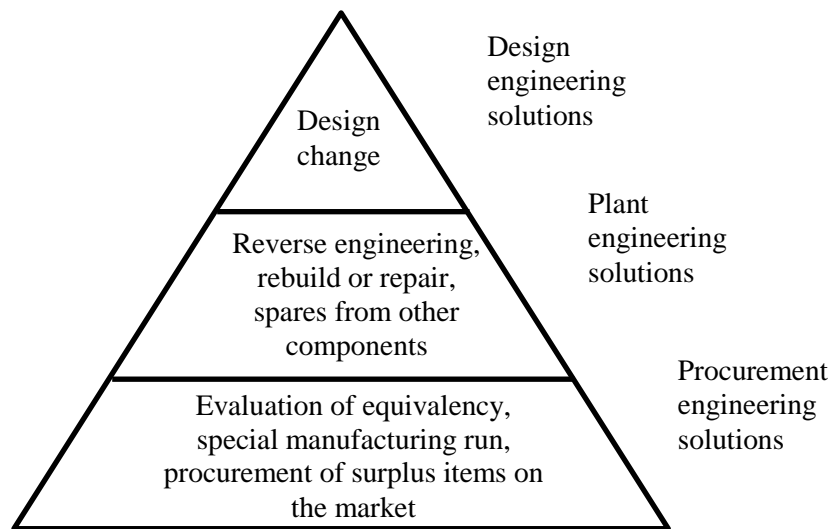 Design
engineering
solutions
Design
change
Plant
engineering
solutions
Reverse engineering,
rebuild or repair,
spares from other
components
Procurement
engineering
solutions
Evaluation of equivalency,
special manufacturing run,
procurement of surplus items on
the market